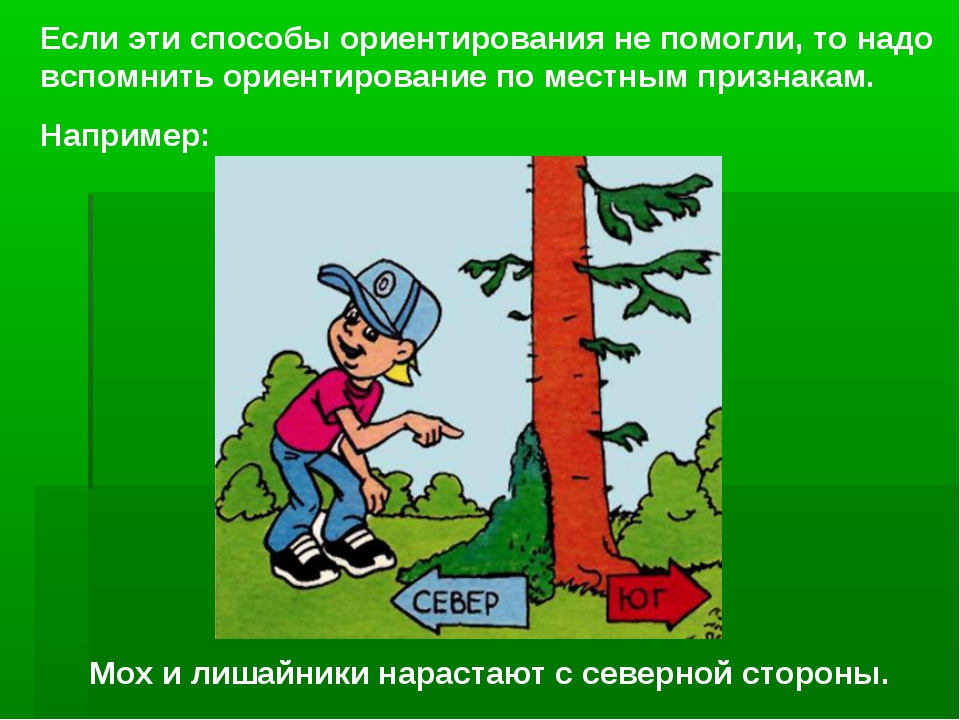 Если эти способы ориентирования не помогли, то надо
вспомнить ориентирование по местным признакам.
Например:
СЕВЕР
ЮГ
Мох и лишайники нарастают с северной стороны.